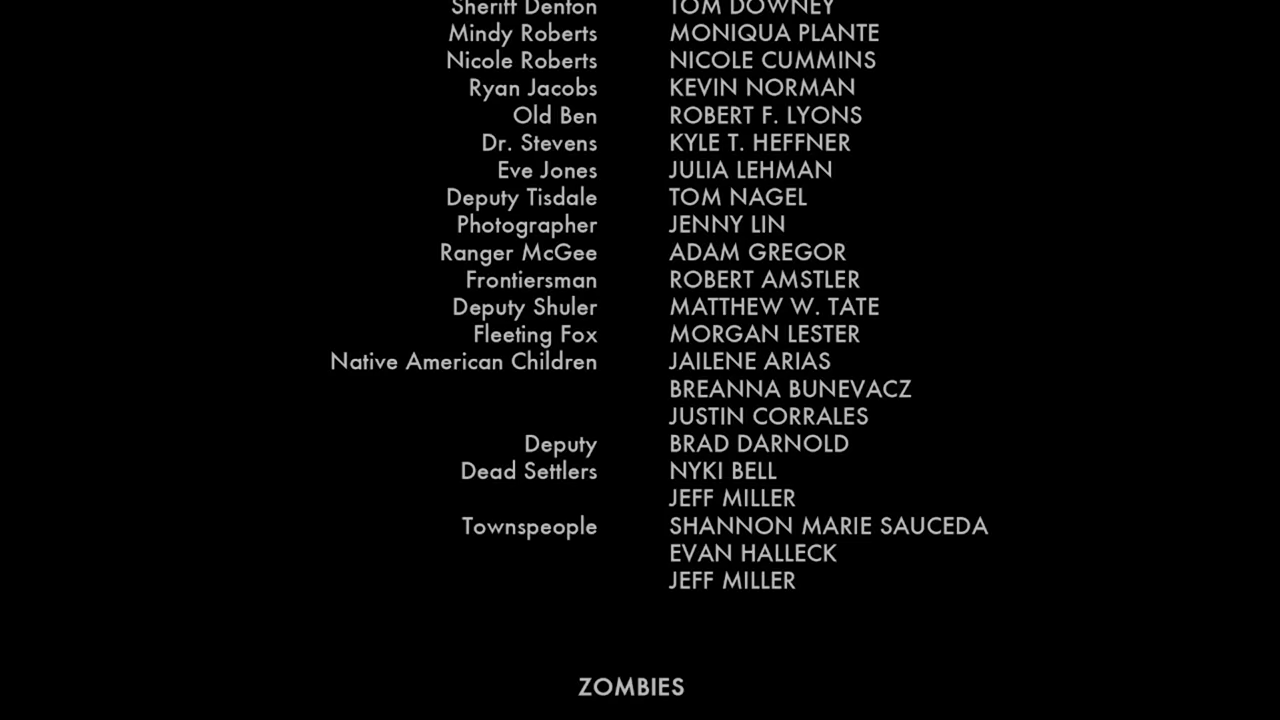 Sheriff Denton TOM DOWNEY
Mindy Roberts MONIQUA PLANTE
Nicole Roberts NICOLE CUMMINS
Ryan Jacobs KEVIN NORMAN
Old Ben ROBERT F. LYONS
Dr. Stevens KYLE T. HEFFNER
Eve Jones JULIA LEHMAN
Deputy Tisdale TOM NAGEL
Photographer JENNY LIN
Ranger McGee ADAM GREGOR
Frontiersman ROBERT AMSTLER
Deputy Shuler MATTHEW W. TATE
Fleeting Fox MORGAN LESTER
Native American Children JAILENE ARIAS
BREANNA BUNEVACZ
JUSTIN CORRALES
Deputy BRAD DARNOLD
Dead Settlers NYKI BELL
JEFF MILLER
Townspeople SHANNON MARIE SAUCEDA
EVAN HALLECK
JEFF MILLER
ZOMBIES